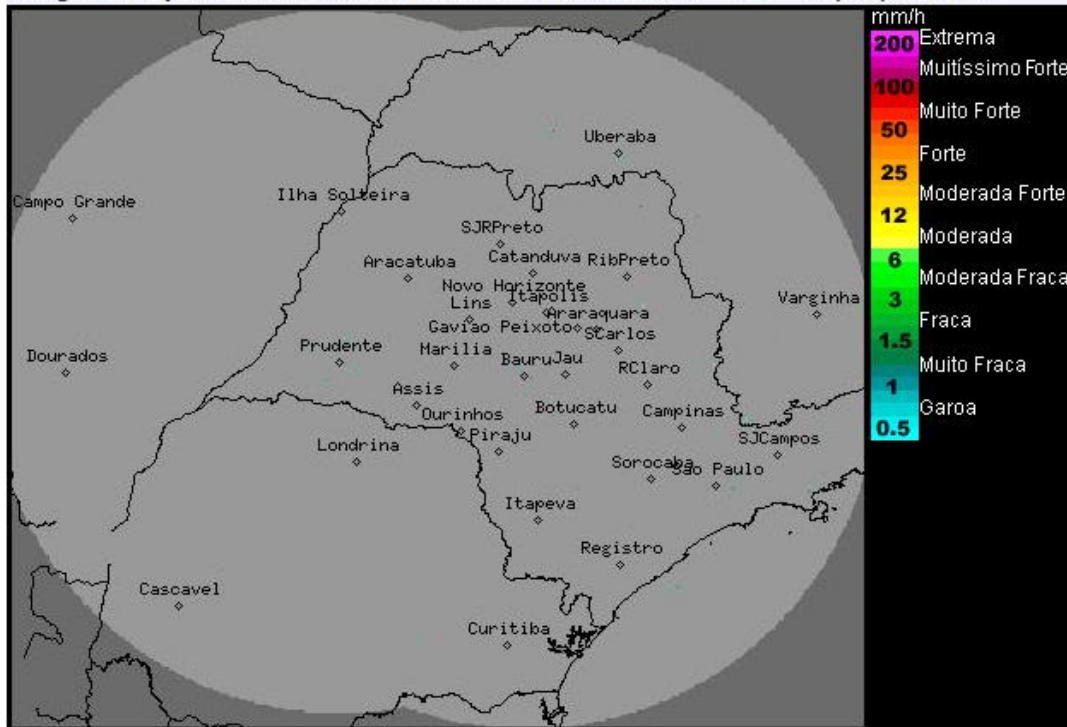 mm/h
200 Extrema
Muitíssimo Forte
100
Muito Forte
50
Forte
25
Moderada Forte
12
Moderada
6
Moderada Fraca
3
Fraca
1.5
Muito Fraca
1
Garoa
0.5
Uberaba
Campo Grande
Ilha Solteira
SJRPreto
Aracatuba
Catanduva
RibPreto
Novo Horizonte
Lins
Itapolis
Araraquara
Varginha
Gaviao Peixoto
SCarlos
Dourados
Prudente
Marilia
Bauru
Jau
RClaro
Assis
Ourinhos
Botucatu
Campinas
Londrina
Piraju
SJCampos
Sorocaba
Sao Paulo
Itapeva
Registro
Cascavel
Curitiba